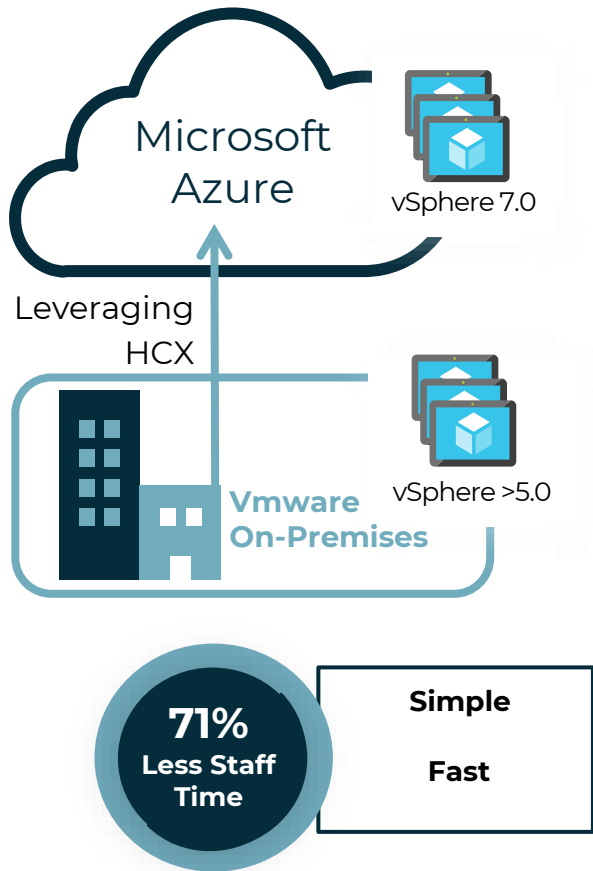 Microsoft
Azure
vSphere 7.0
Leveraging
HCX
vSphere >5.0
Vmware
On-Premises
71%
Less Staff
Time
Simple
Fast